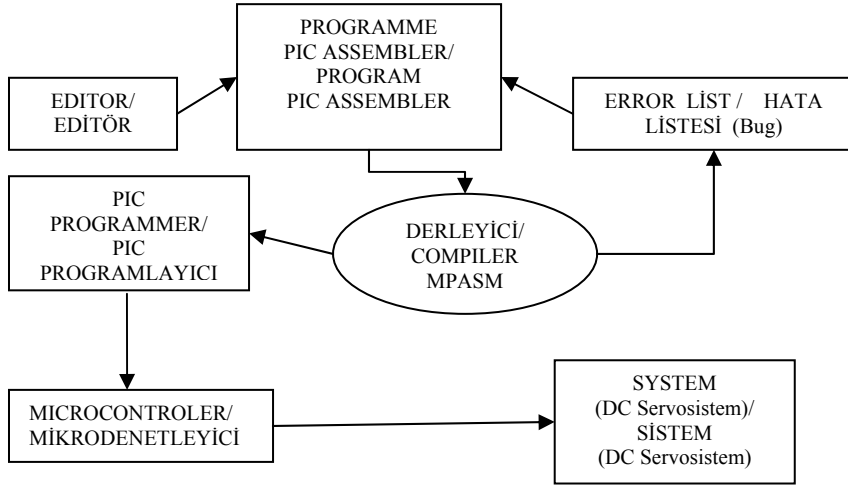 PROGRAMME
PIC ASSEMBLER/
PROGRAM
PIC ASSEMBLER
EDITOR/
EDİTÖR
ERROR LİST / HATA
LİSTESİ (Bug)
PIC
PROGRAMMER/
PIC
PROGRAMLAYICI
DERLEYİCİ/
COMPILER
MPASM
MICROCONTROLER/
MİKRODENETLEYİCİ
SYSTEM
(DC Servosistem)/
SİSTEM
(DC Servosistem)